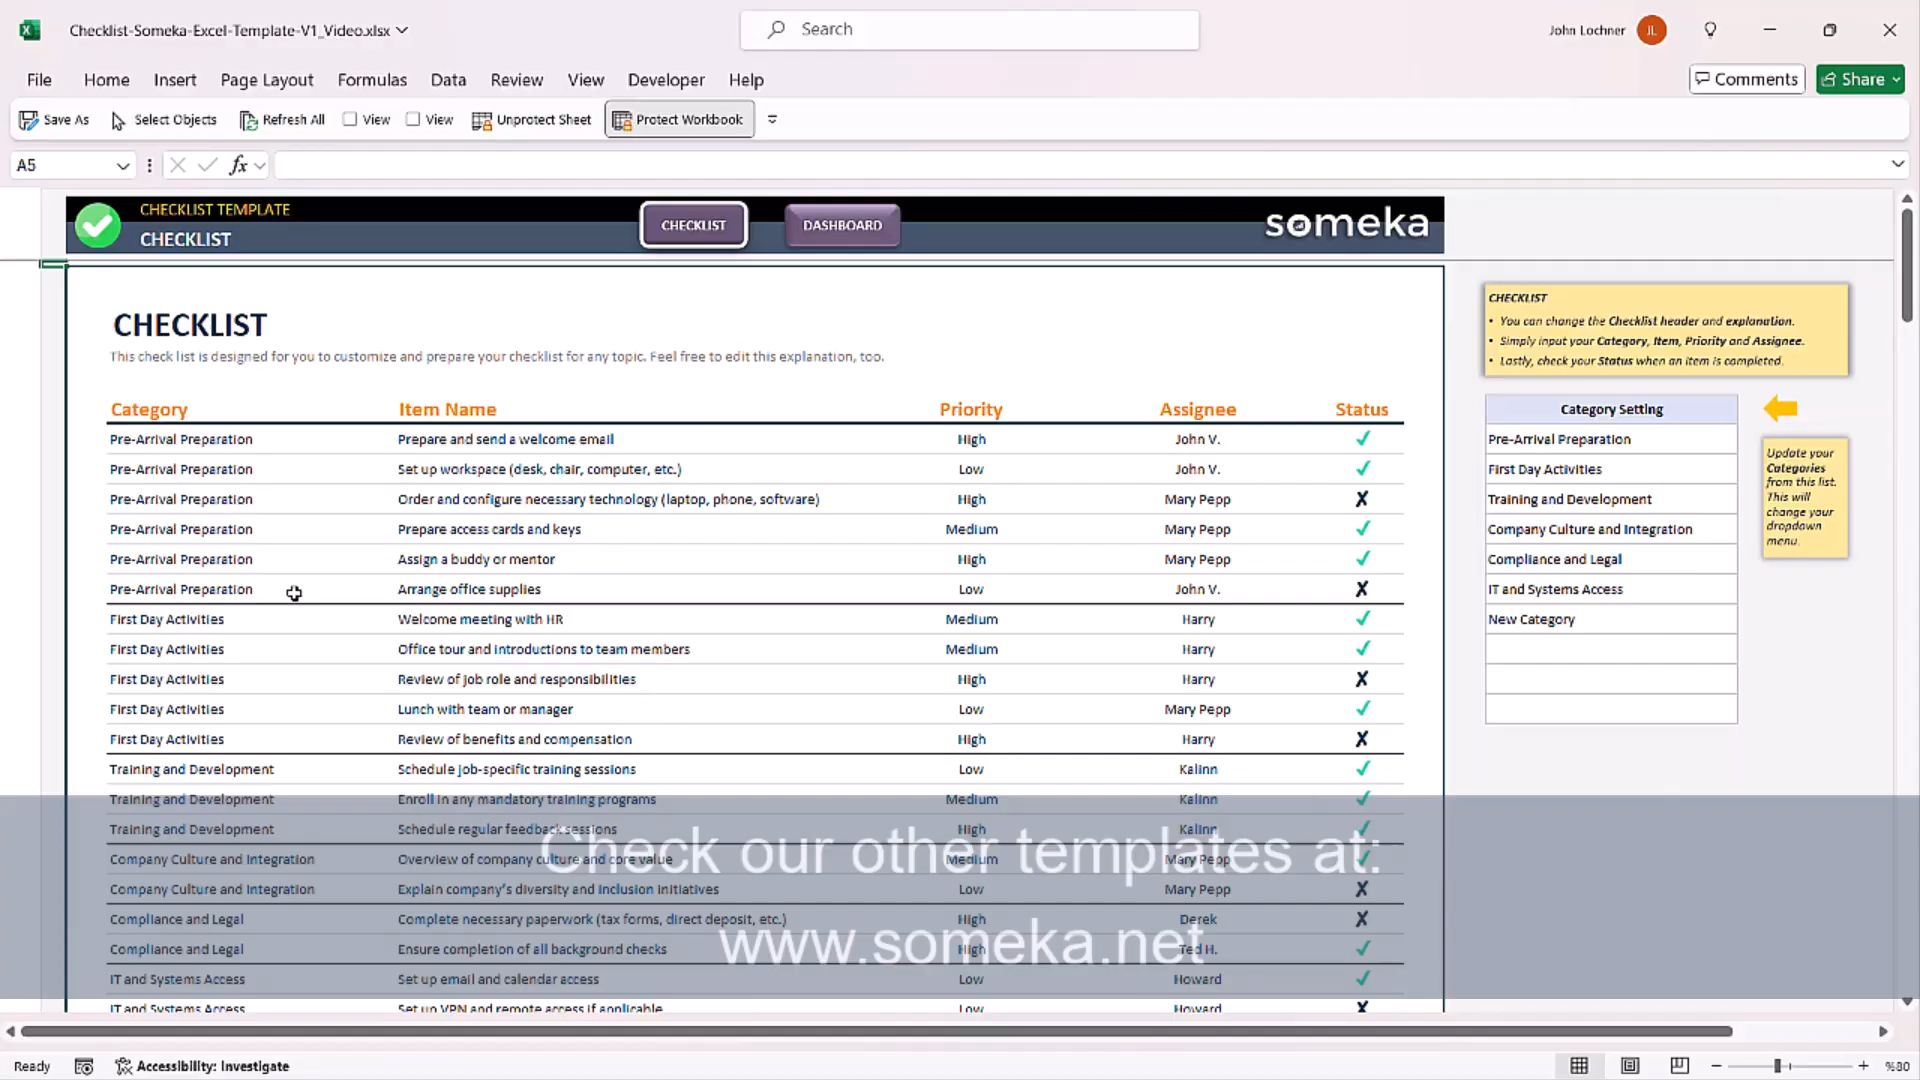 Checklist-Someka-Excel-Template-V1_Video.xlsx
Search
John Lochner JL
File Home Insert Page Layout Formulas Data Review View Developer Help
Comments Share
Save As Select Objects Refresh All View View Unprotect Sheet Protect Workbook
A5 fx
CHECKLIST TEMPLATE
CHECKLIST
CHECKLIST DASHBOARD
someka
CHECKLIST
This check list is designed for you to customize and prepare your checklist for any topic. Feel free to edit this explanation, too.
Category Item Name Priority Assignee Status
Pre-Arrival Preparation Prepare and send a welcome email High John V. ✓
Pre-Arrival Preparation Set up workspace (desk, chair, computer, etc.) Low John V. ✓
Pre-Arrival Preparation Order and configure necessary technology (laptop, phone, software) High Mary Pepp ✗
Pre-Arrival Preparation Prepare access cards and keys Medium Mary Pepp ✓
Pre-Arrival Preparation Assign a buddy or mentor High Mary Pepp ✓
Pre-Arrival Preparation Arrange office supplies Low John V. ✗
First Day Activities Welcome meeting with HR Medium Harry ✓
First Day Activities Office tour and introductions to team members Medium Harry ✓
First Day Activities Review of job role and responsibilities High Harry ✗
First Day Activities Lunch with team or manager Low Mary Pepp ✓
First Day Activities Review of benefits and compensation High Harry ✗
Training and Development Schedule job-specific training sessions Low Kalinn ✓
Training and Development Enroll in any mandatory training programs Medium Kalinn ✓
Training and Development Schedule regular feedback sessions High Kalinn ✓
Company Culture and Integration Overview of company culture and core value Medium Mary Pepp ✓
Company Culture and Integration Explain company's diversity and inclusion initiatives Low Mary Pepp ✗
Compliance and Legal Complete necessary paperwork (tax forms, direct deposit, etc.) High Derek ✗
Compliance and Legal Ensure completion of all background checks High Ted H. ✓
IT and Systems Access Set up email and calendar access Low Howard ✓
IT and Systems Access Set up VPN and remote access if applicable Low Howard ✗
CHECKLIST
• You can change the Checklist header and explanation.
• Simply input your Category, Item, Priority and Assignee.
• Lastly, check your Status when an item is completed.
Category Setting
Pre-Arrival Preparation
First Day Activities
Training and Development
Company Culture and Integration
Compliance and Legal
IT and Systems Access
New Category
Update your
Categories
from this list.
This will
change your
dropdown
menu.
Check our other templates at:
www.someka.net
Ready Accessibility: Investigate %80